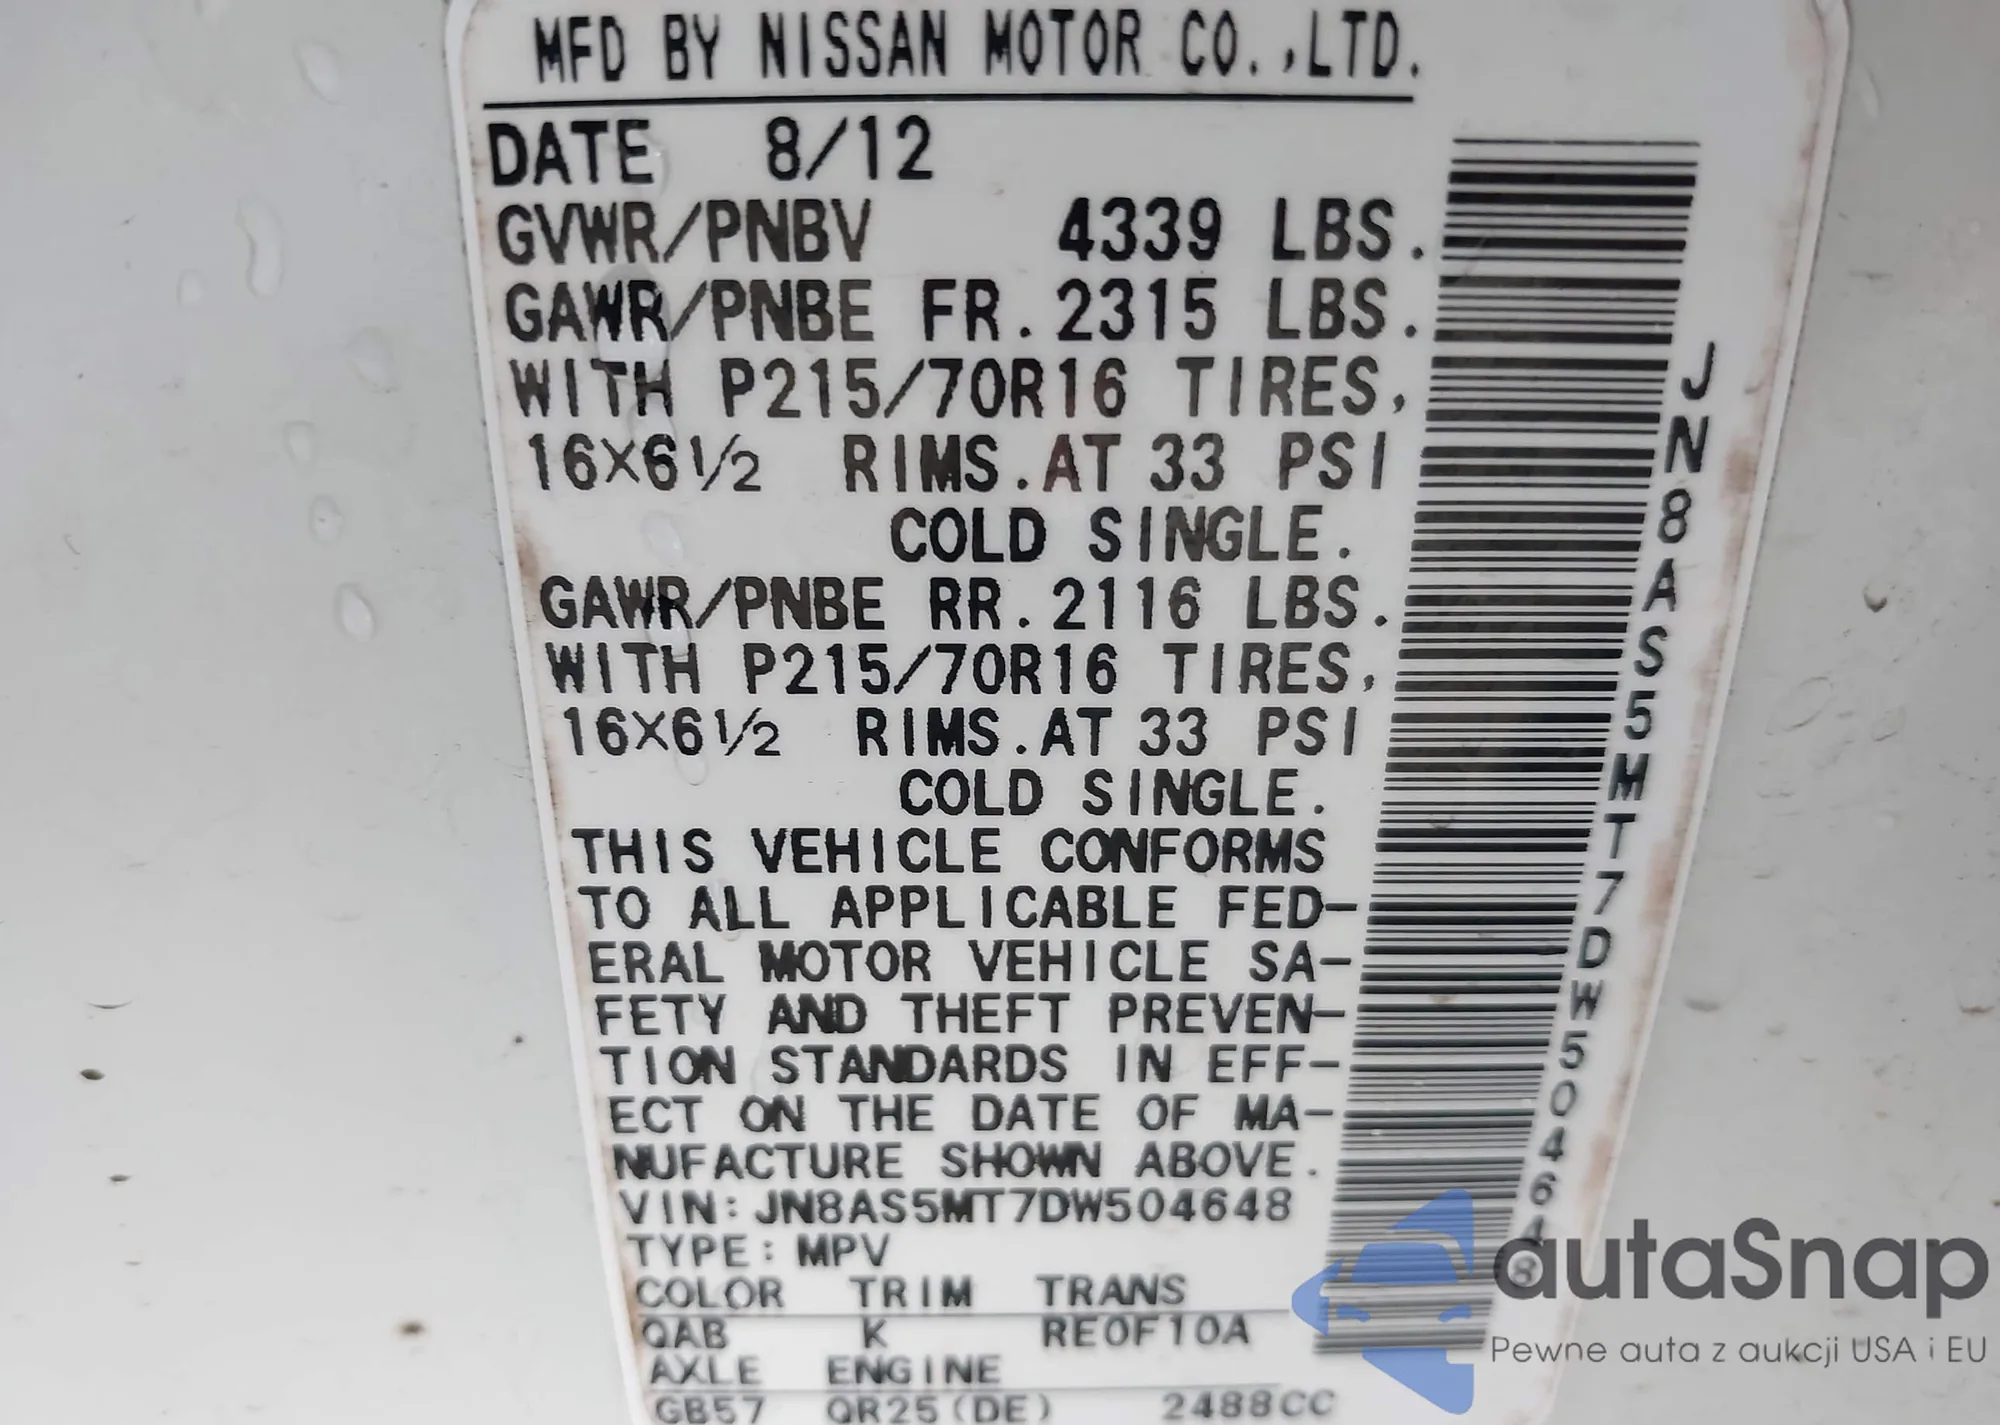 MFD BY NISSAN MOTOR CO.,LTD.
DATE 8/12
GVWR/PNBV 4339 LBS.
GAWR/PNBE FR. 2315 LBS.
WITH P215/70R16 TIRES,
16×6½ RIMS. AT 33 PSI
COLD SINGLE.
GAWR/PNBE RR. 2116 LBS.
WITH P215/70R16 TIRES,
16×6½ RIMS. AT 33 PSI
COLD SINGLE.
THIS VEHICLE CONFORMS
TO ALL APPLICABLE FED-
ERAL MOTOR VEHICLE SA-
FETY AND THEFT PREVEN-
TION STANDARDS IN EFF-
ECT ON THE DATE OF MA-
NUFACTURE SHOWN ABOVE.
VIN: JN8AS5MT7DW504648
TYPE: MPV
COLOR TRIM TRANS
QAB K RE0F10A
AXLE ENGINE
GB57 QR25(DE) 2488CC
JN8AS5MT7DW504648
autaSnap
Pewne auta z aukcji USA i EU